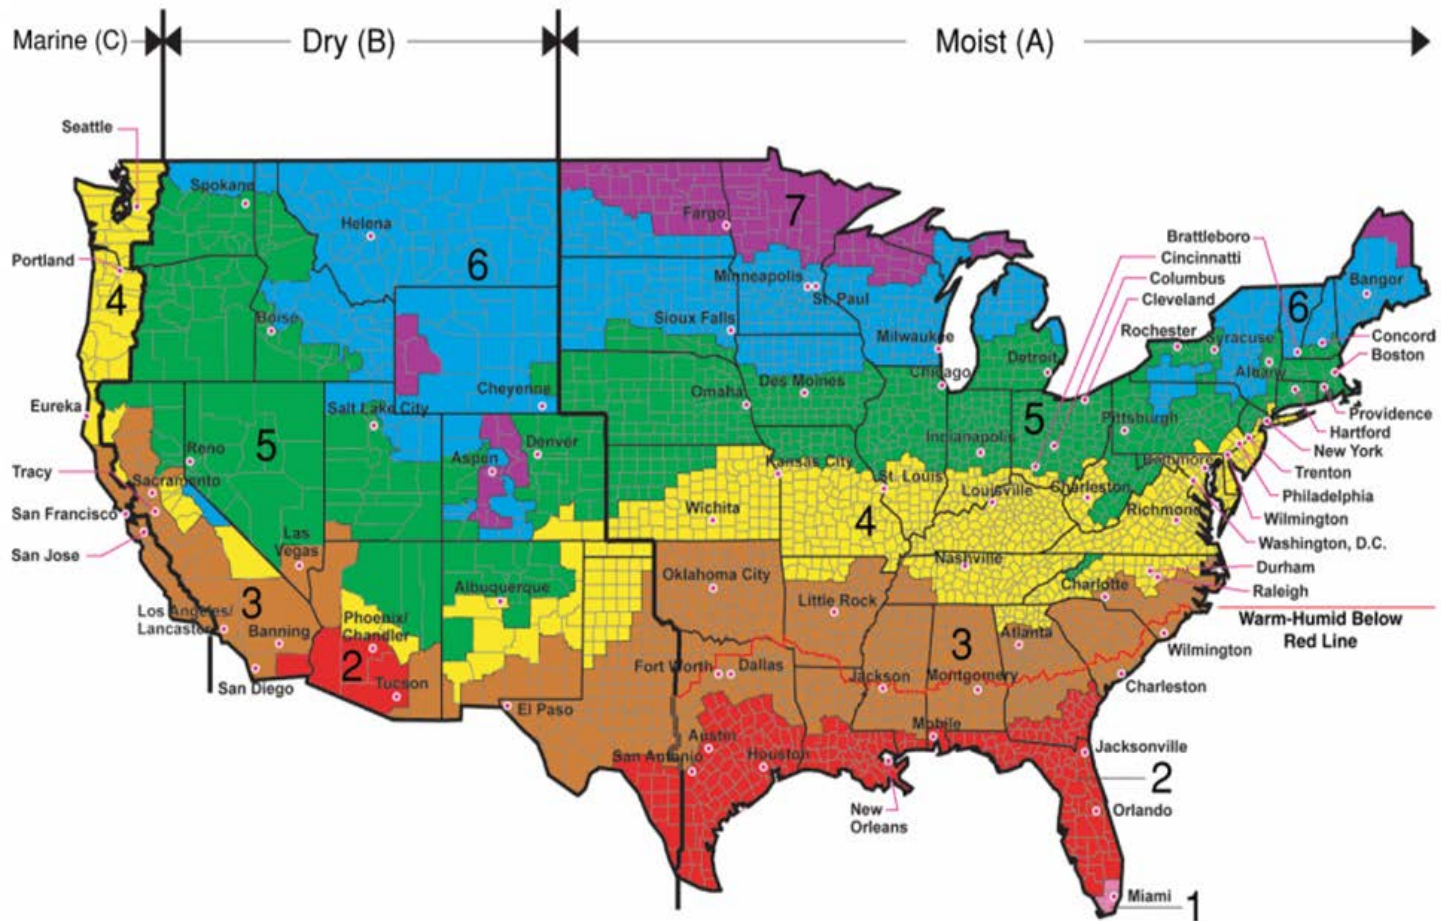 Marine (C)
Dry (B)
Moist (A)
Seattle
Spokane
Helena
Fargo
7
6
Brattleboro
Cincinnatti
Columbus
Cleveland
Portland
4
Minneapolis
St. Paul
Bangor
6
Boise
Sioux Falls
Milwaukee
Rochester
Syracuse
Concord
Boston
Detroit
Chicago
Albany
Cheyenne
Omaha
Des Moines
Eureka
Salt Lake City
Providence
5
5
Pittsburgh
Hartford
Reno
Denver
Indianapolis
New York
Aspen
Kansas City
Baltimore
Trenton
Tracy
Sacramento
St. Louis
Louisville
Charleston
Philadelphia
San Francisco
Las
Vegas
Wichita
4
Richmond
Wilmington
San Jose
Washington, D.C.
Nashville
Durham
Albuquerque
Oklahoma City
Charlotte
Raleigh
3
Los Angeles/
Lancaster
Banning
Phoenix/
Chandler
Little Rock
Atlanta
Warm-Humid Below
Red Line
2
3
Wilmington
San Diego
Tucson
Fort Worth
Dallas
Jackson
Montgomery
Charleston
El Paso
Mobile
Austin
San Antonio
Houston
Jacksonville
2
New
Orleans
Orlando
Miami
1